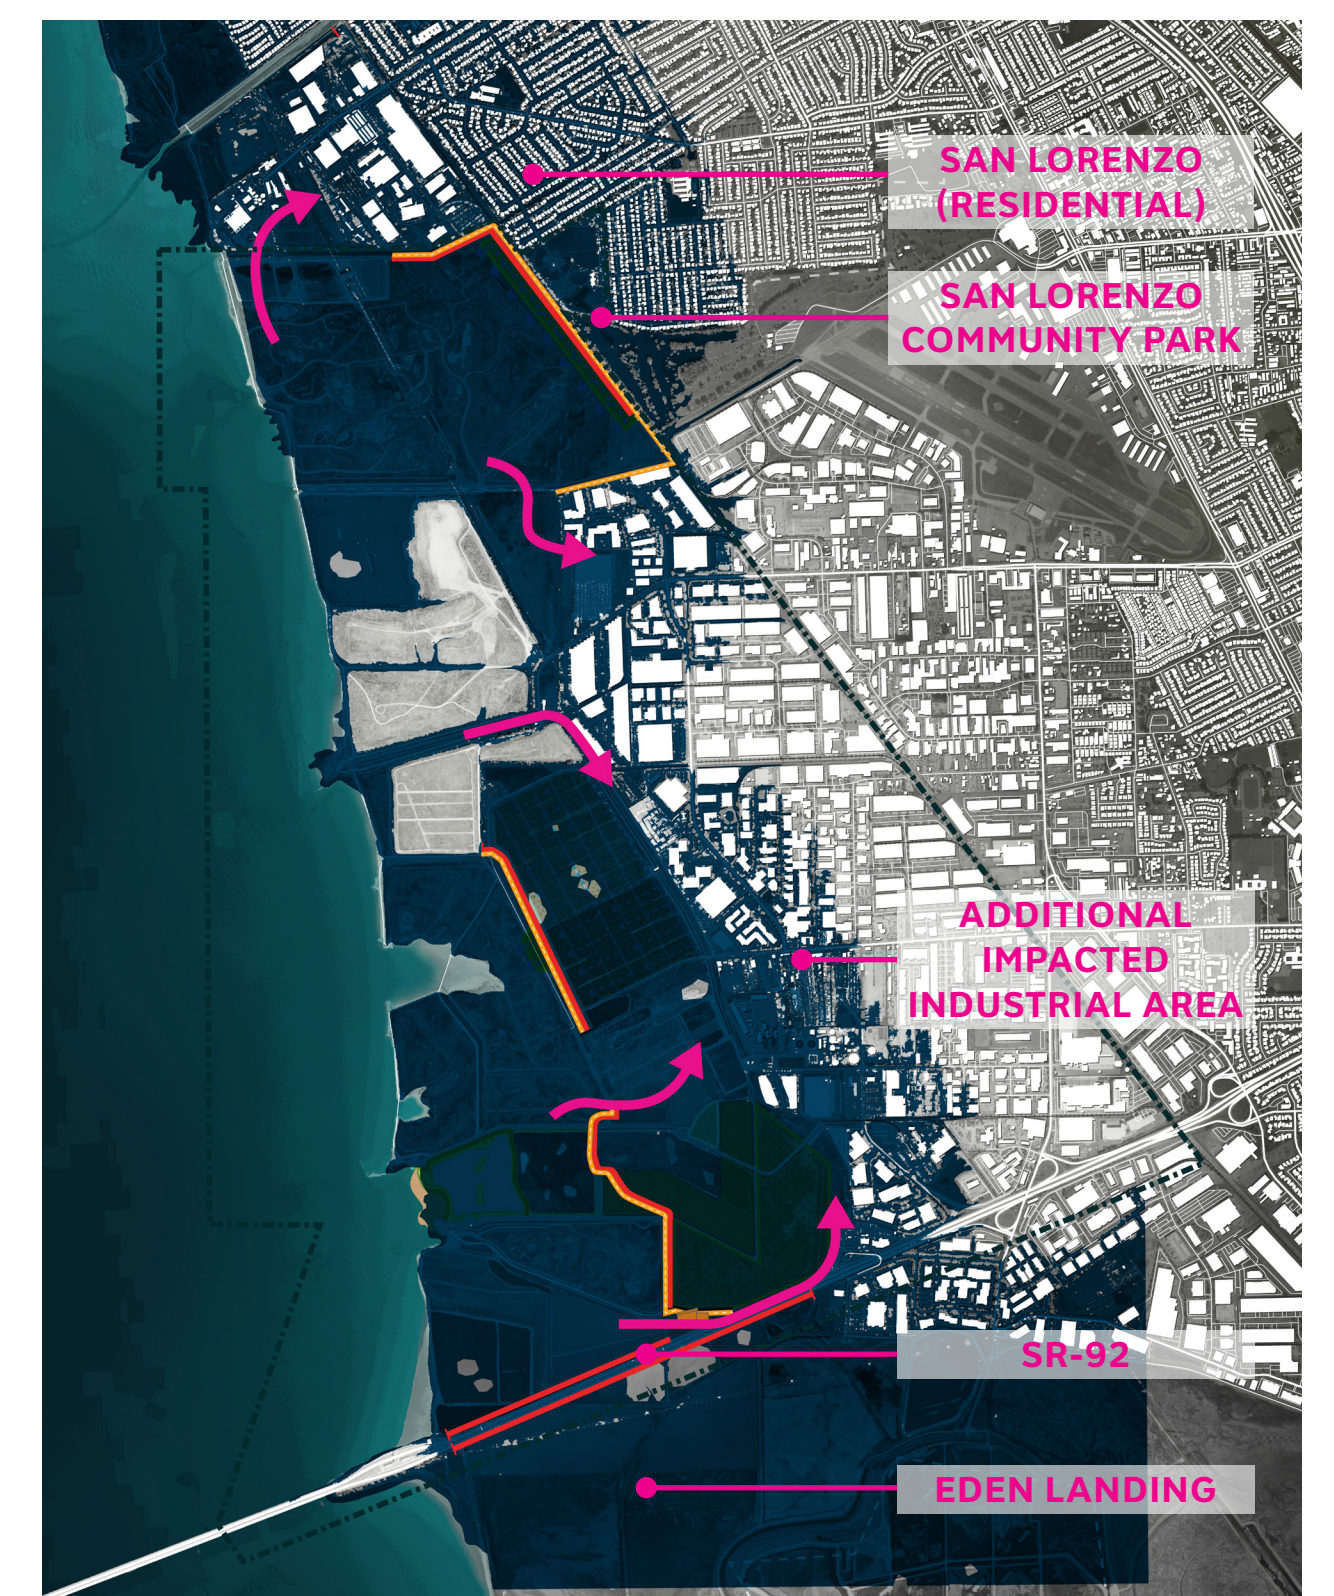 SAN LORENZO
(RESIDENTIAL)
SAN LORENZO
COMMUNITY PARK
ADDITIONAL
IMPACTED
INDUSTRIAL AREA
SR-92
EDEN LANDING